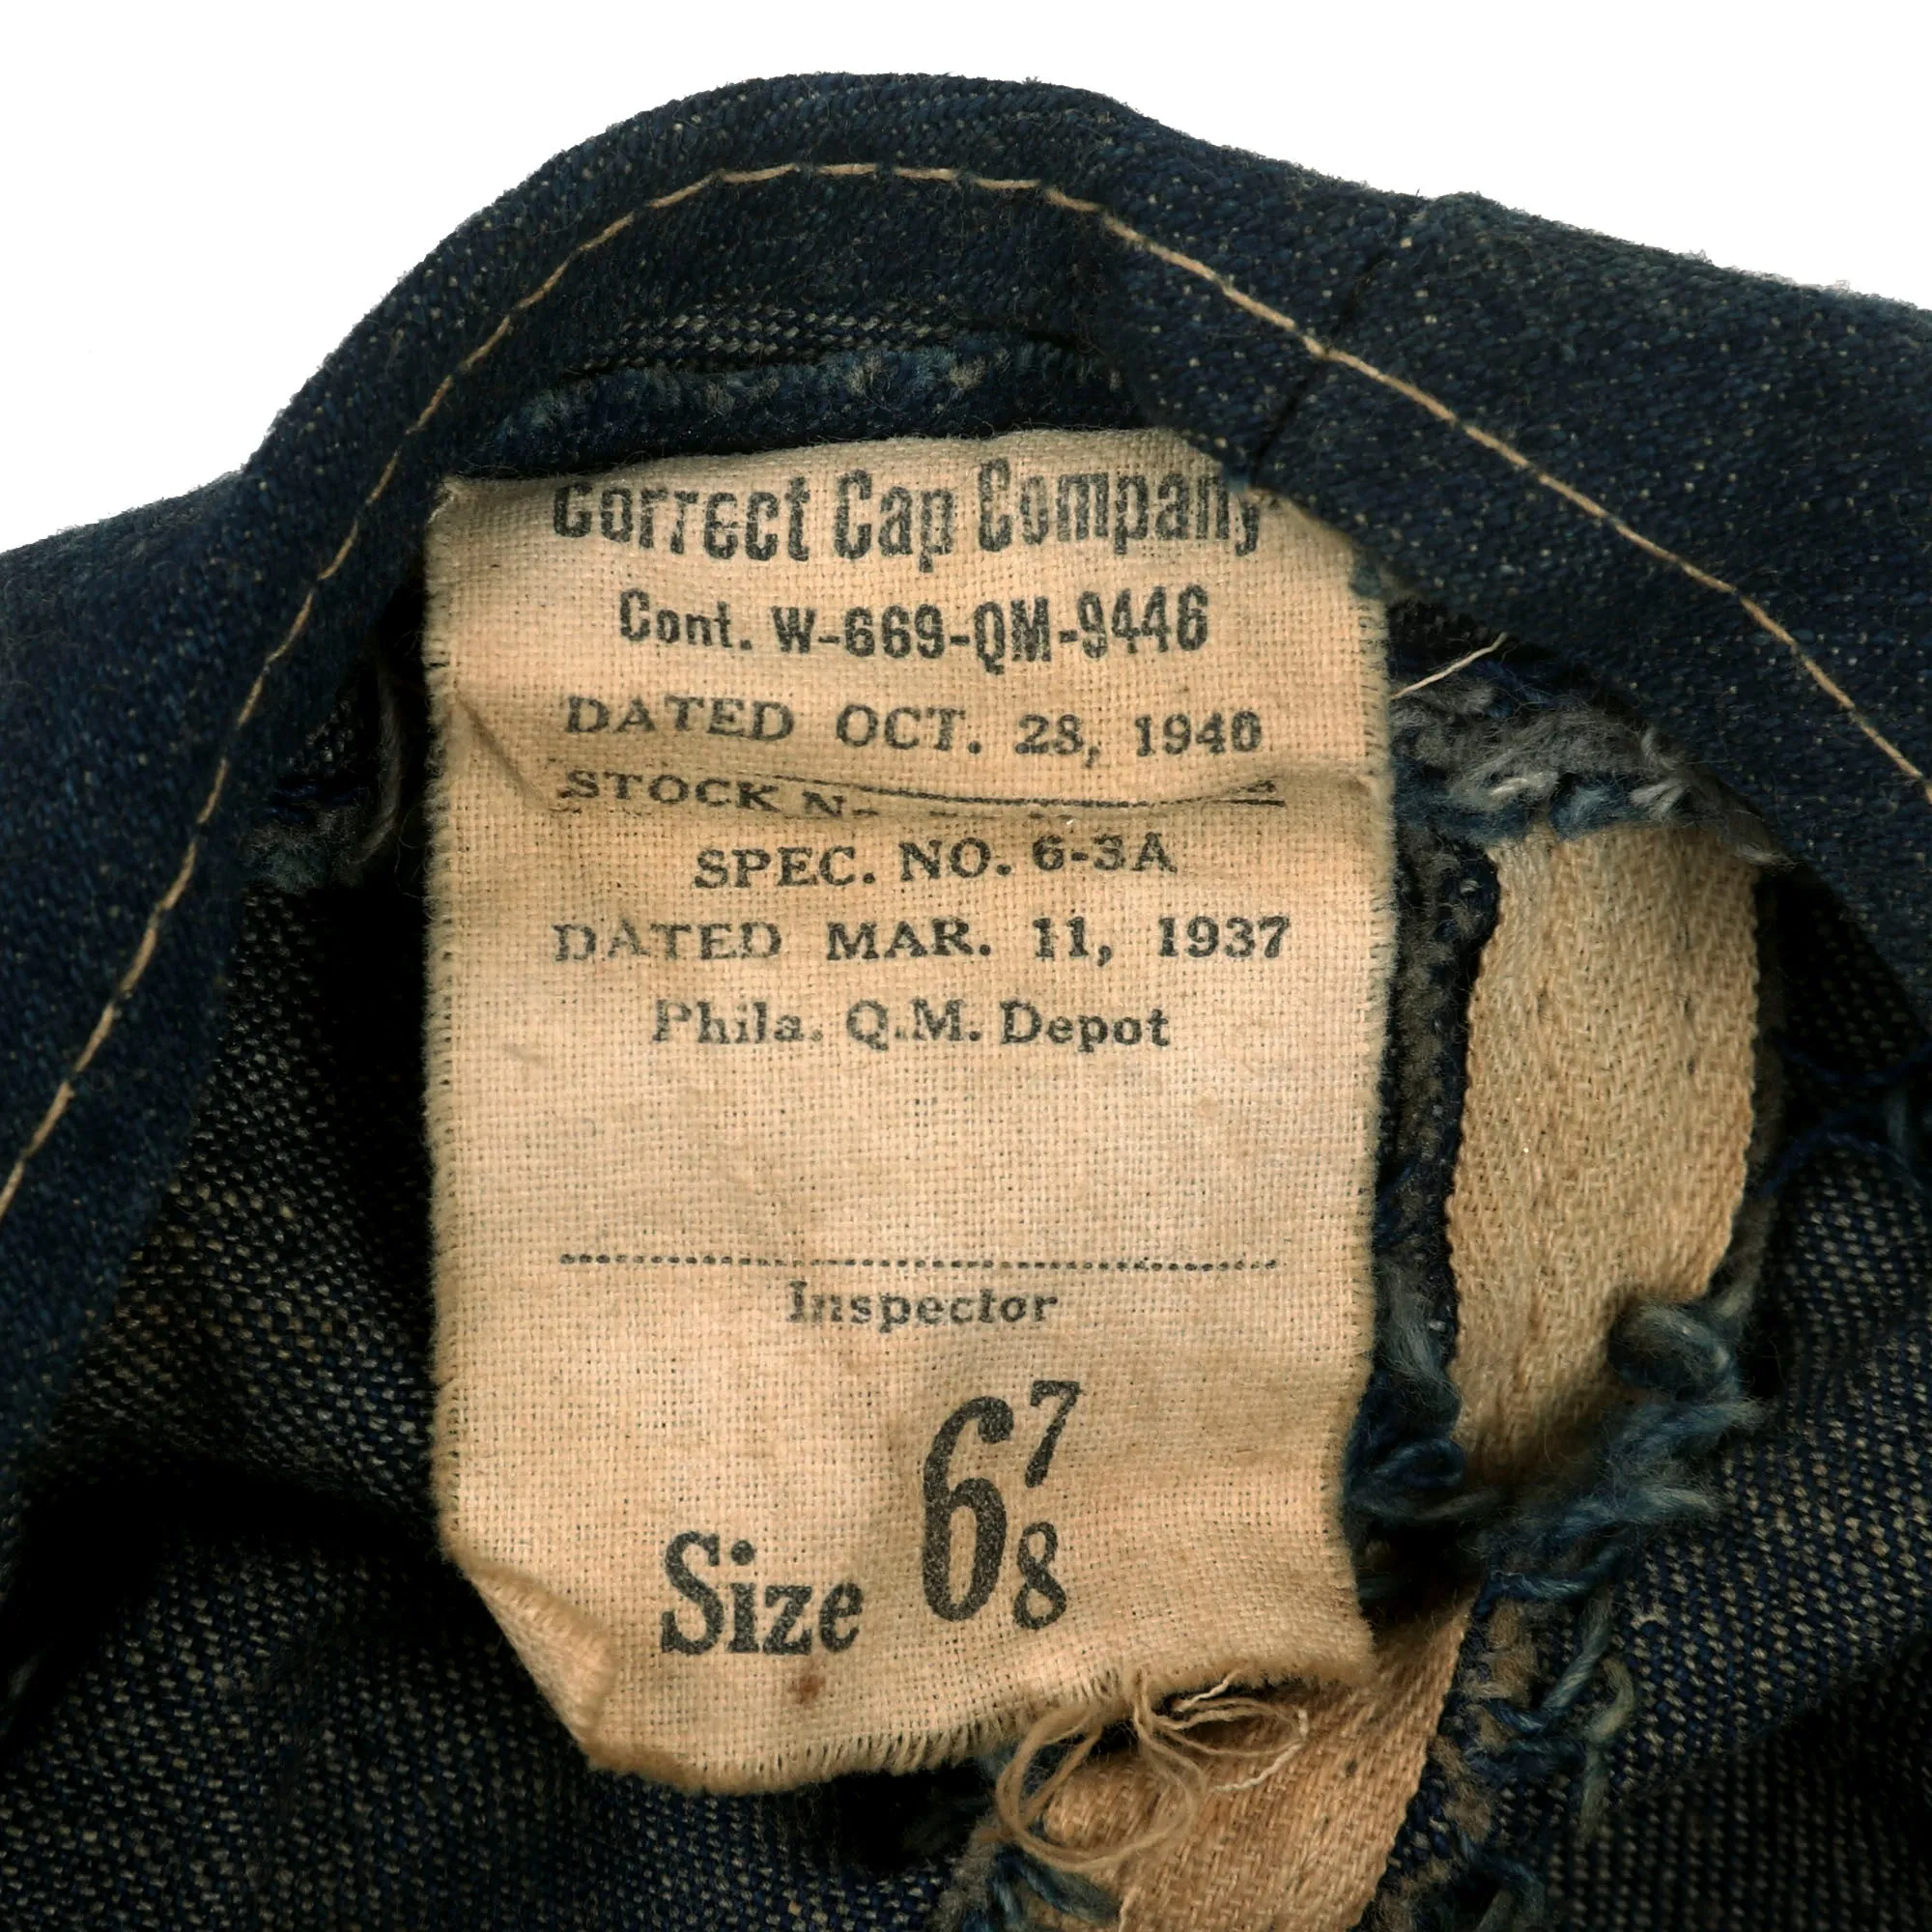 Correct Cap Company
Cont. W-669-QM-9446
DATED OCT. 28, 1940
STOCK N
SPEC. NO. 6-3A
DATED MAR. 11, 1937
Phila. Q.M. Depot
Inspector
Size 6 7/8